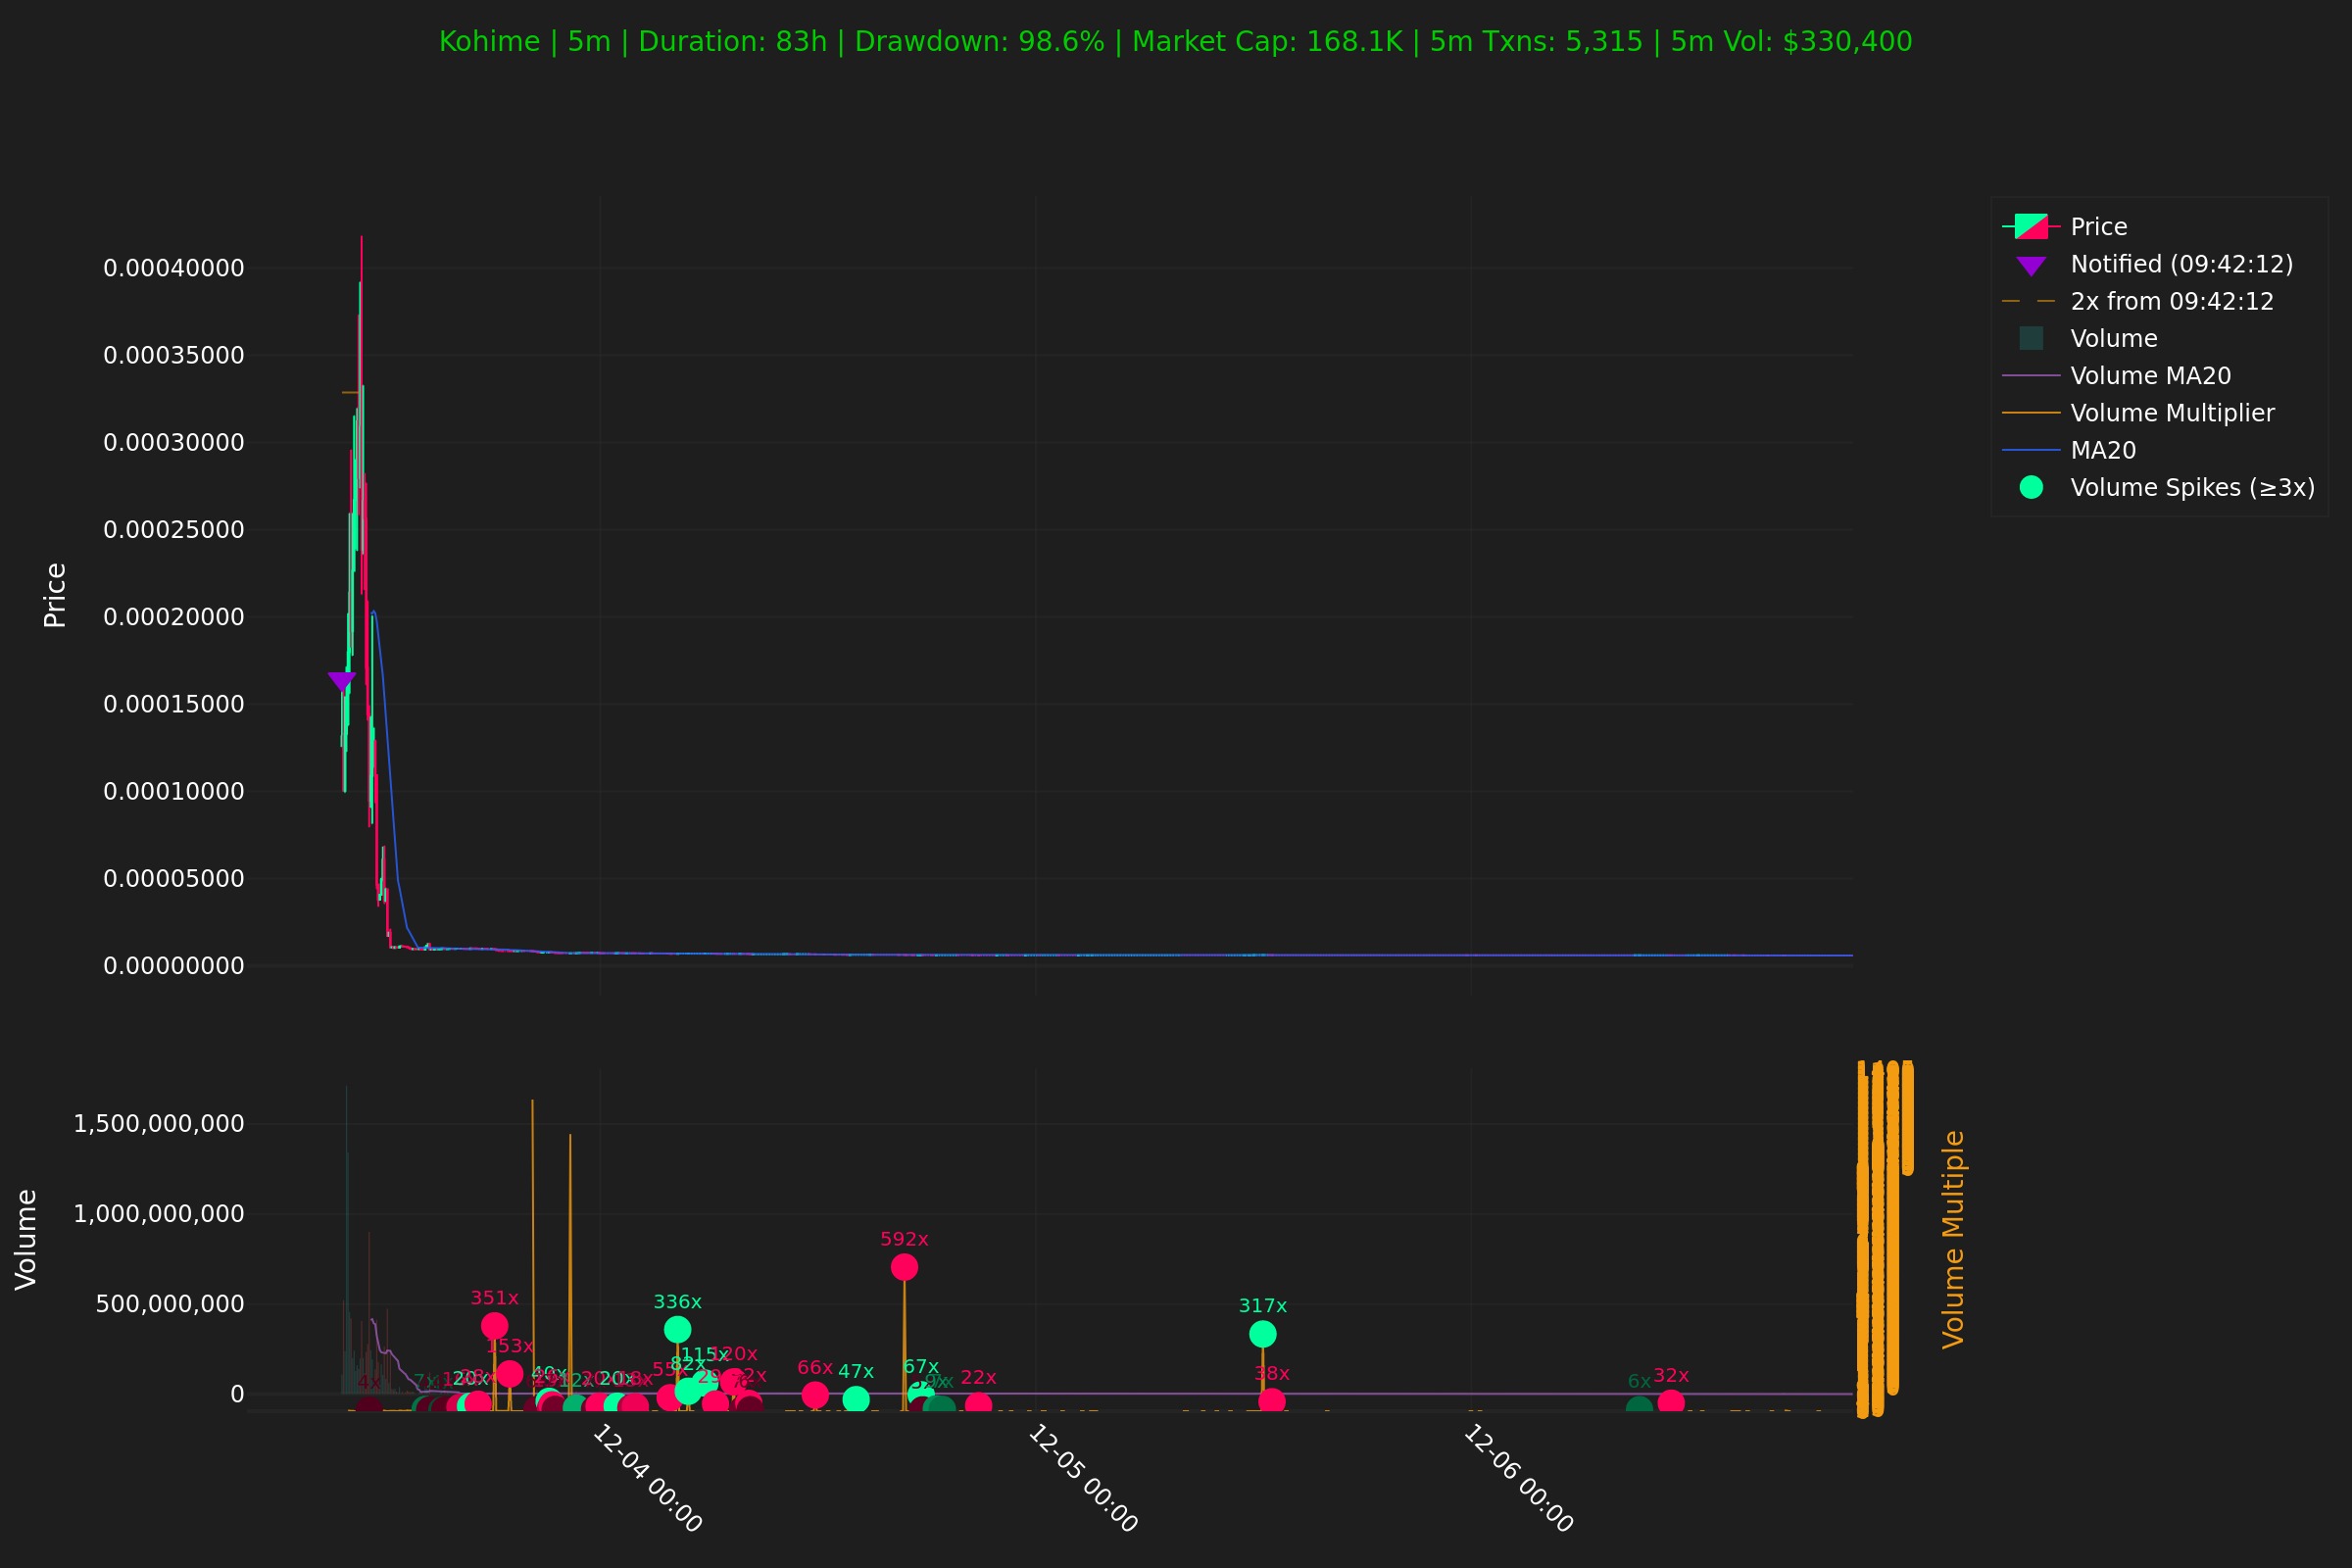 Kohime | 5m | Duration: 83h | Drawdown: 98.6% | Market Cap: 168.1K | 5m Txns: 5,315 | 5m Vol: $330,400
Price
Notified (09:42:12)
2x from 09:42:12
Volume
Volume MA20
Volume Multiplier
MA20
Volume Spikes (≥3x)
Price
0.00040000
0.00035000
0.00030000
0.00025000
0.00020000
0.00015000
0.00010000
0.00005000
0.00000000
Volume
1,500,000,000
1,000,000,000
500,000,000
0
4x
351x
153x
336x
115x
120x
82x
66x
47x
592x
67x
22x
317x
38x
6x
32x
Volume Multiple
12-04 00:00
12-05 00:00
12-06 00:00